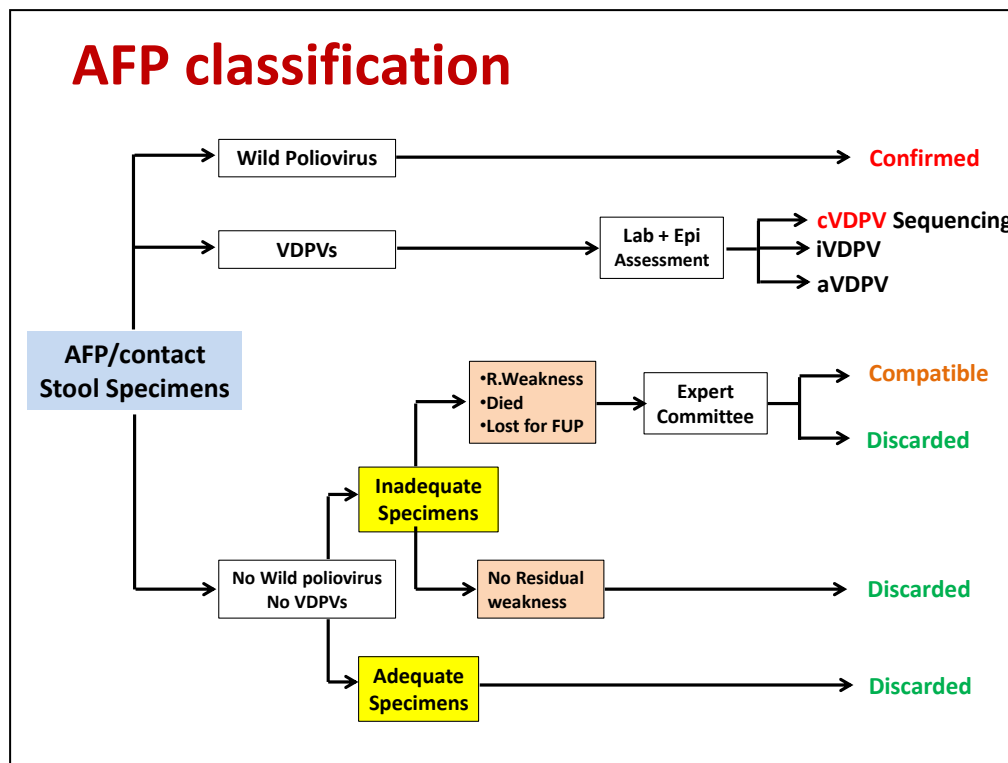 AFP classification
Wild Poliovirus
Confirmed
VDPVs
Lab + Epi
Assessment
cVDPV Sequencing
iVDPV
aVDPV
AFP/contact
Stool Specimens
•R.Weakness
•Died
•Lost for FUP
Expert
Committee
Compatible
Discarded
Inadequate
Specimens
No Wild poliovirus
No VDPVs
No Residual
weakness
Discarded
Adequate
Specimens
Discarded